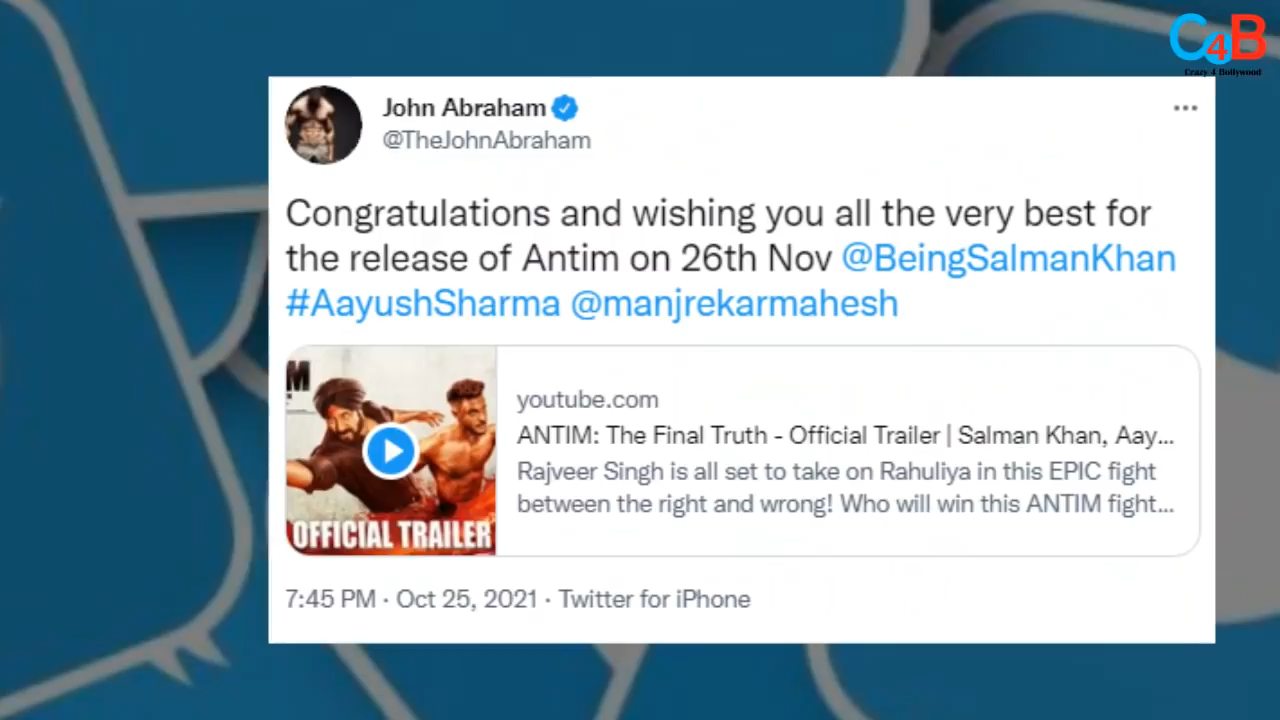 C4B
Crazy 4 Bollywood
John Abraham
@TheJohnAbraham
Congratulations and wishing you all the very best for
the release of Antim on 26th Nov @BeingSalmanKhan
#AayushSharma @manjrekarmahesh
M
OFFICIAL TRAILER
youtube.com
ANTIM: The Final Truth - Official Trailer | Salman Khan, Aay...
Rajveer Singh is all set to take on Rahuliya in this EPIC fight
between the right and wrong! Who will win this ANTIM fight...
7:45 PM · Oct 25, 2021 · Twitter for iPhone